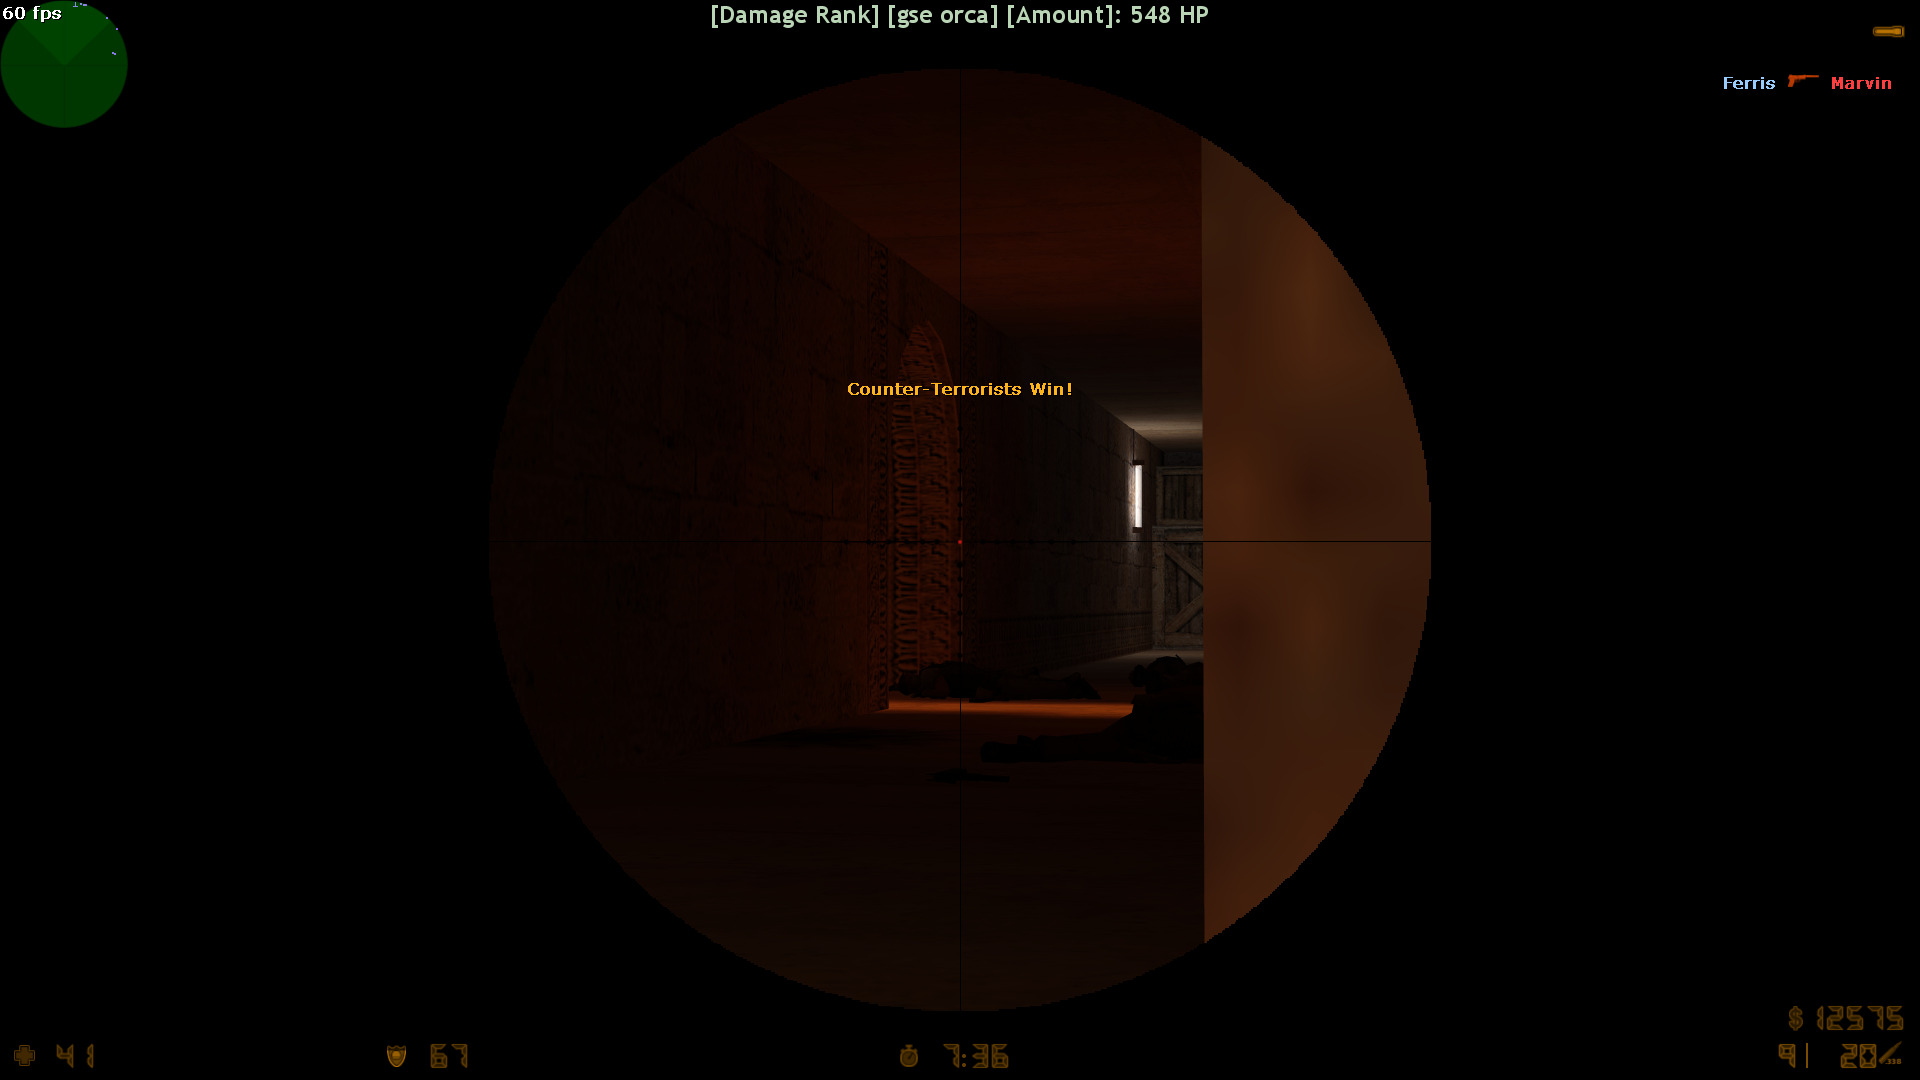 60 fps
[Damage Rank] [gse orca] [Amount]: 548 HP
Ferris Marvin
Counter-Terrorists Win!
$ 12575
41 67 7:36 9| 20 .338